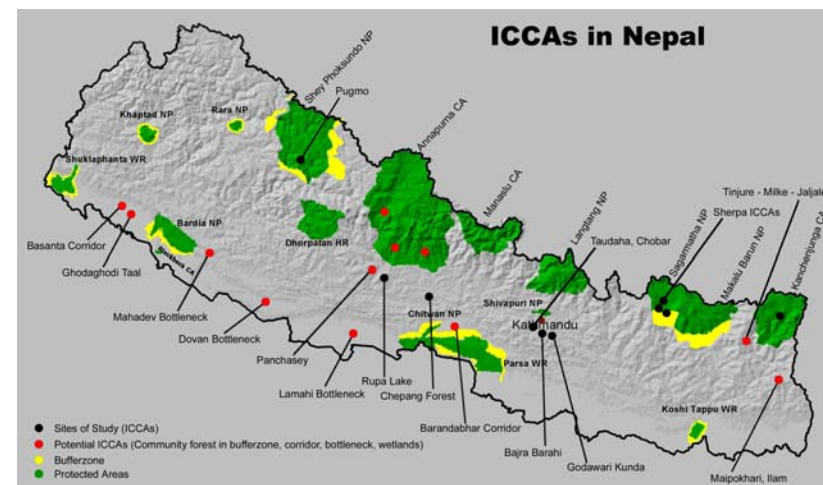 ICCAs in Nepal
Shey Phoksundo NP
Pugmo
Annapurna CA
Khaptad NP
Rara NP
Manaslu CA
Langtang NP
Tinjure - Milke - Jaljale
Sherpa ICCAs
Taudaha, Chobar
Sagarmatha NP
Makalu Barun NP
Kanchenjunga CA
Shuklaphanta WR
Bardia NP
Dhorpatan HR
Basanta Corridor
Ghodaghodi Taal
Mahadev Bottleneck
Shivapuri NP
Chitwan NP
Kathmandu
Dovan Bottleneck
Panchasey
Parsa WR
Lamahi Bottleneck
Rupa Lake
Chepang Forest
Barandabhar Corridor
Koshi Tappu WR
Bajra Barahi
Godawari Kunda
Maipokhari, Ilam
Sites of Study (ICCAs)
Potential ICCAs (Community forest in bufferzone, corridor, bottleneck, wetlands)
Bufferzone
Protected Areas